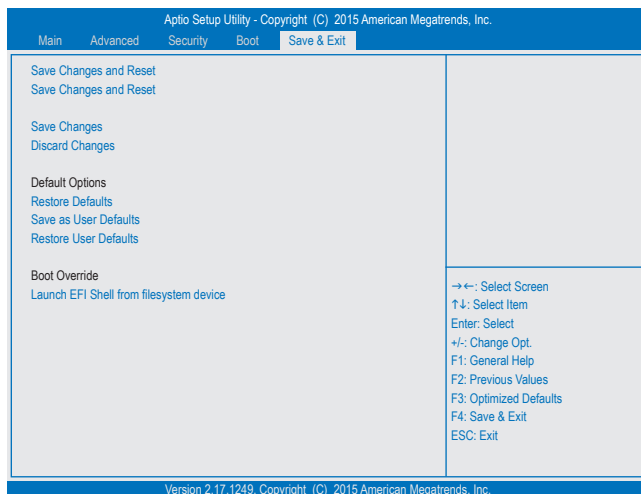 Aptio Setup Utility - Copyright (C) 2015 American Megatrends, Inc.
Main Advanced Security Boot Save & Exit
Save Changes and Reset
Save Changes and Reset
Save Changes
Discard Changes
Default Options
Restore Defaults
Save as User Defaults
Restore User Defaults
Boot Override
Launch EFI Shell from filesystem device
→←: Select Screen
↑↓: Select Item
Enter: Select
+/-: Change Opt.
F1: General Help
F2: Previous Values
F3: Optimized Defaults
F4: Save & Exit
ESC: Exit
Version 2.17.1249. Copyright (C) 2015 American Megatrends, Inc.